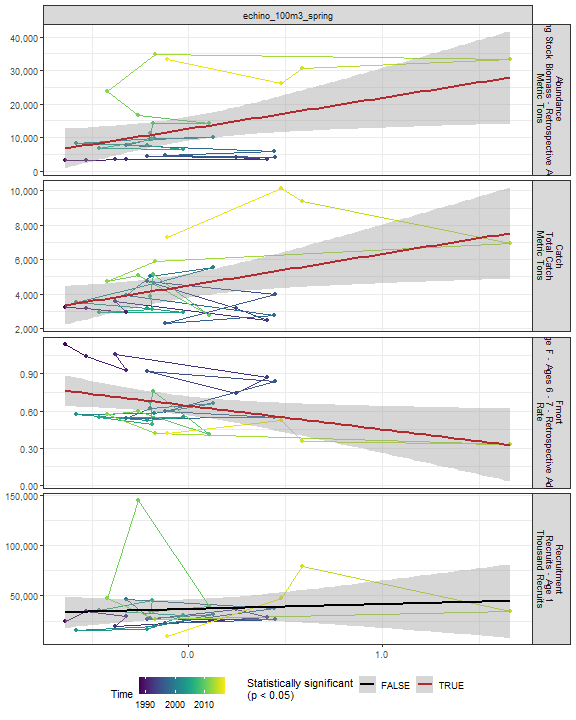 echino_100m3_spring
40,000
30,000
20,000
10,000
0
Abundance
ng Stock Biomass - Retrospective A
Metric Tons
10,000
8,000
6,000
4,000
2,000
Catch
Total Catch
Metric Tons
0.90
0.60
0.30
0.00
Fmort
F - Ages 6 - 7 - Retrospective Ad
Rate
150,000
100,000
50,000
Recruitment
Recruits - Age 1
Thousand Recruits
0.0
1.0
Time
1990 2000 2010
Statistically significant
(p < 0.05)
FALSE
TRUE